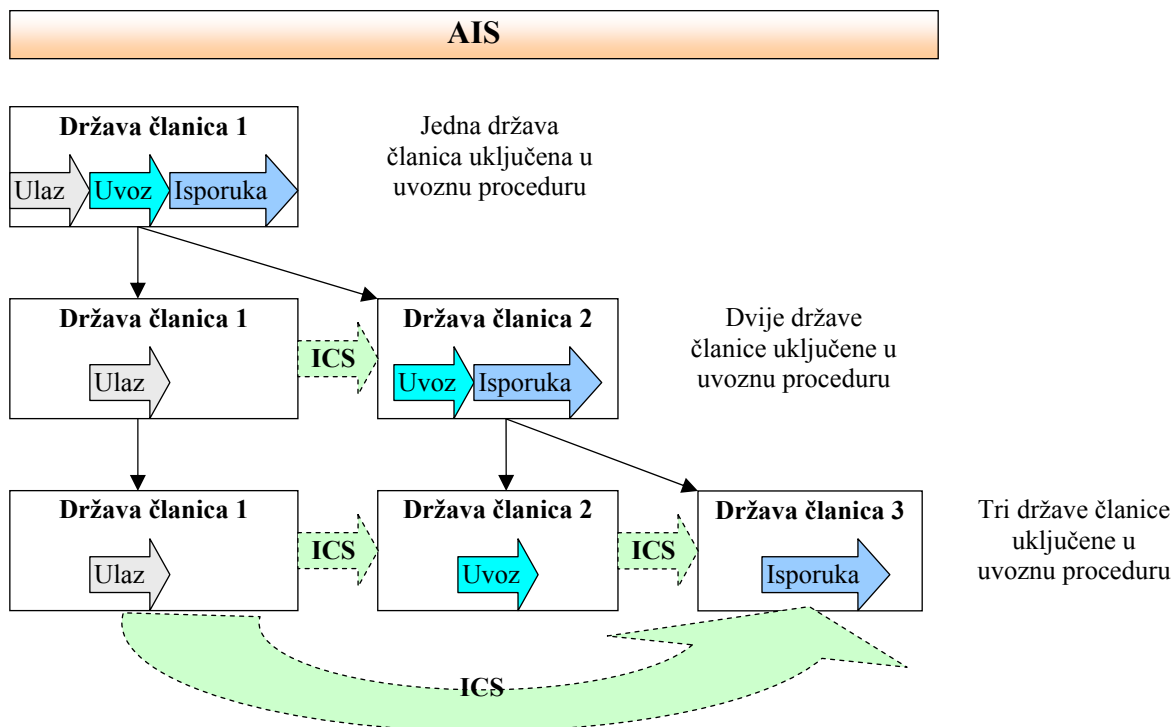 AIS
Država članica 1
Ulaz
Uvoz
Isporuka
Jedna država
članica uključena u
uvoznu proceduru
Država članica 1
Ulaz
ICS
Država članica 2
Uvoz
Isporuka
Dvije države
članice uključene u
uvoznu proceduru
Država članica 1
Ulaz
ICS
Država članica 2
Uvoz
ICS
Država članica 3
Isporuka
Tri države članice
uključene u
uvoznu proceduru
ICS